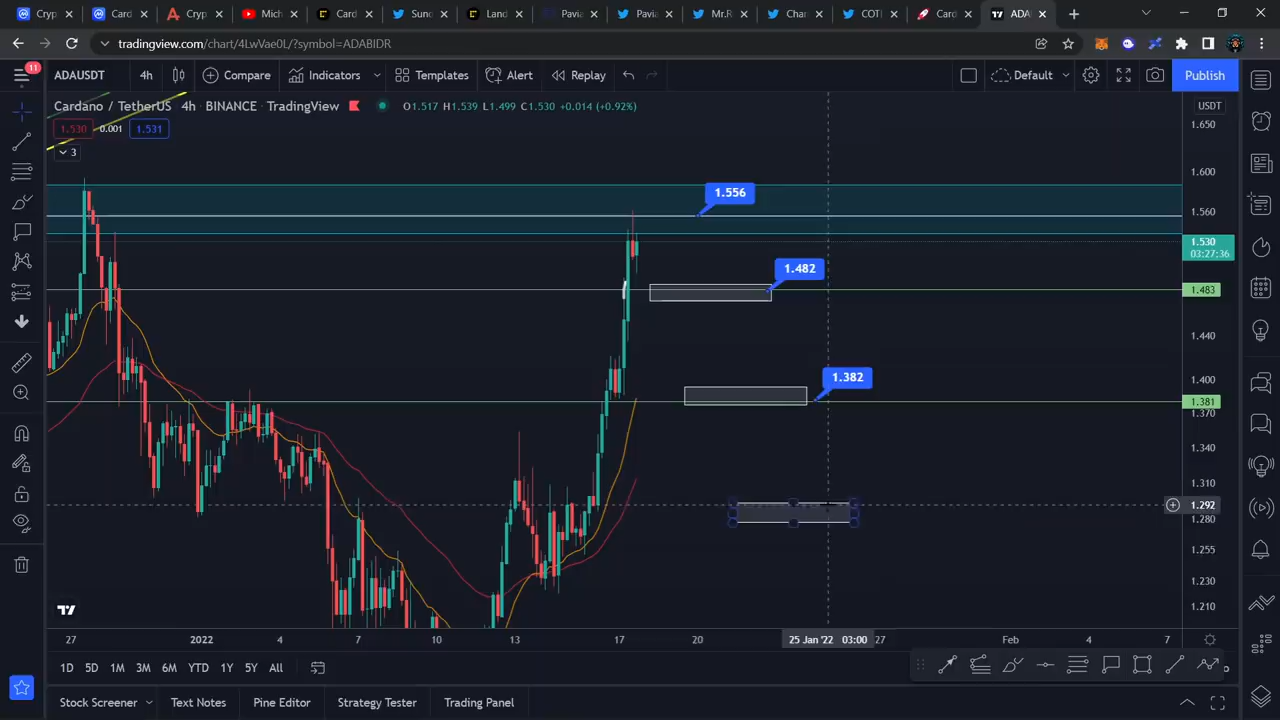 Cryp
Card
Cryp
Mich
Card
Sund
Land
Pavia
Pavia
Mr.R
Char
COTI
Card
ADA
tradingview.com/chart/4LwVae0L/?symbol=ADABIDR
11
ADAUSDT 4h Compare Indicators Templates Alert Replay Default Publish
Cardano / TetherUS 4h BINANCE TradingView O1.517 H1.539 L1.499 C1.530 +0.014 (+0.92%) USDT
1.530 0.001 1.531
3
1.650
1.600
1.556
1.560
1.530
03:27:36
1.482
1.483
1.440
1.400
1.382
1.381
1.370
1.340
1.310
1.292
1.280
1.255
1.230
1.210
27 2022 4 7 10 13 17 20 25 Jan '22 03:00 27 Feb 4 7
1D 5D 1M 3M 6M YTD 1Y 5Y All
Stock Screener Text Notes Pine Editor Strategy Tester Trading Panel